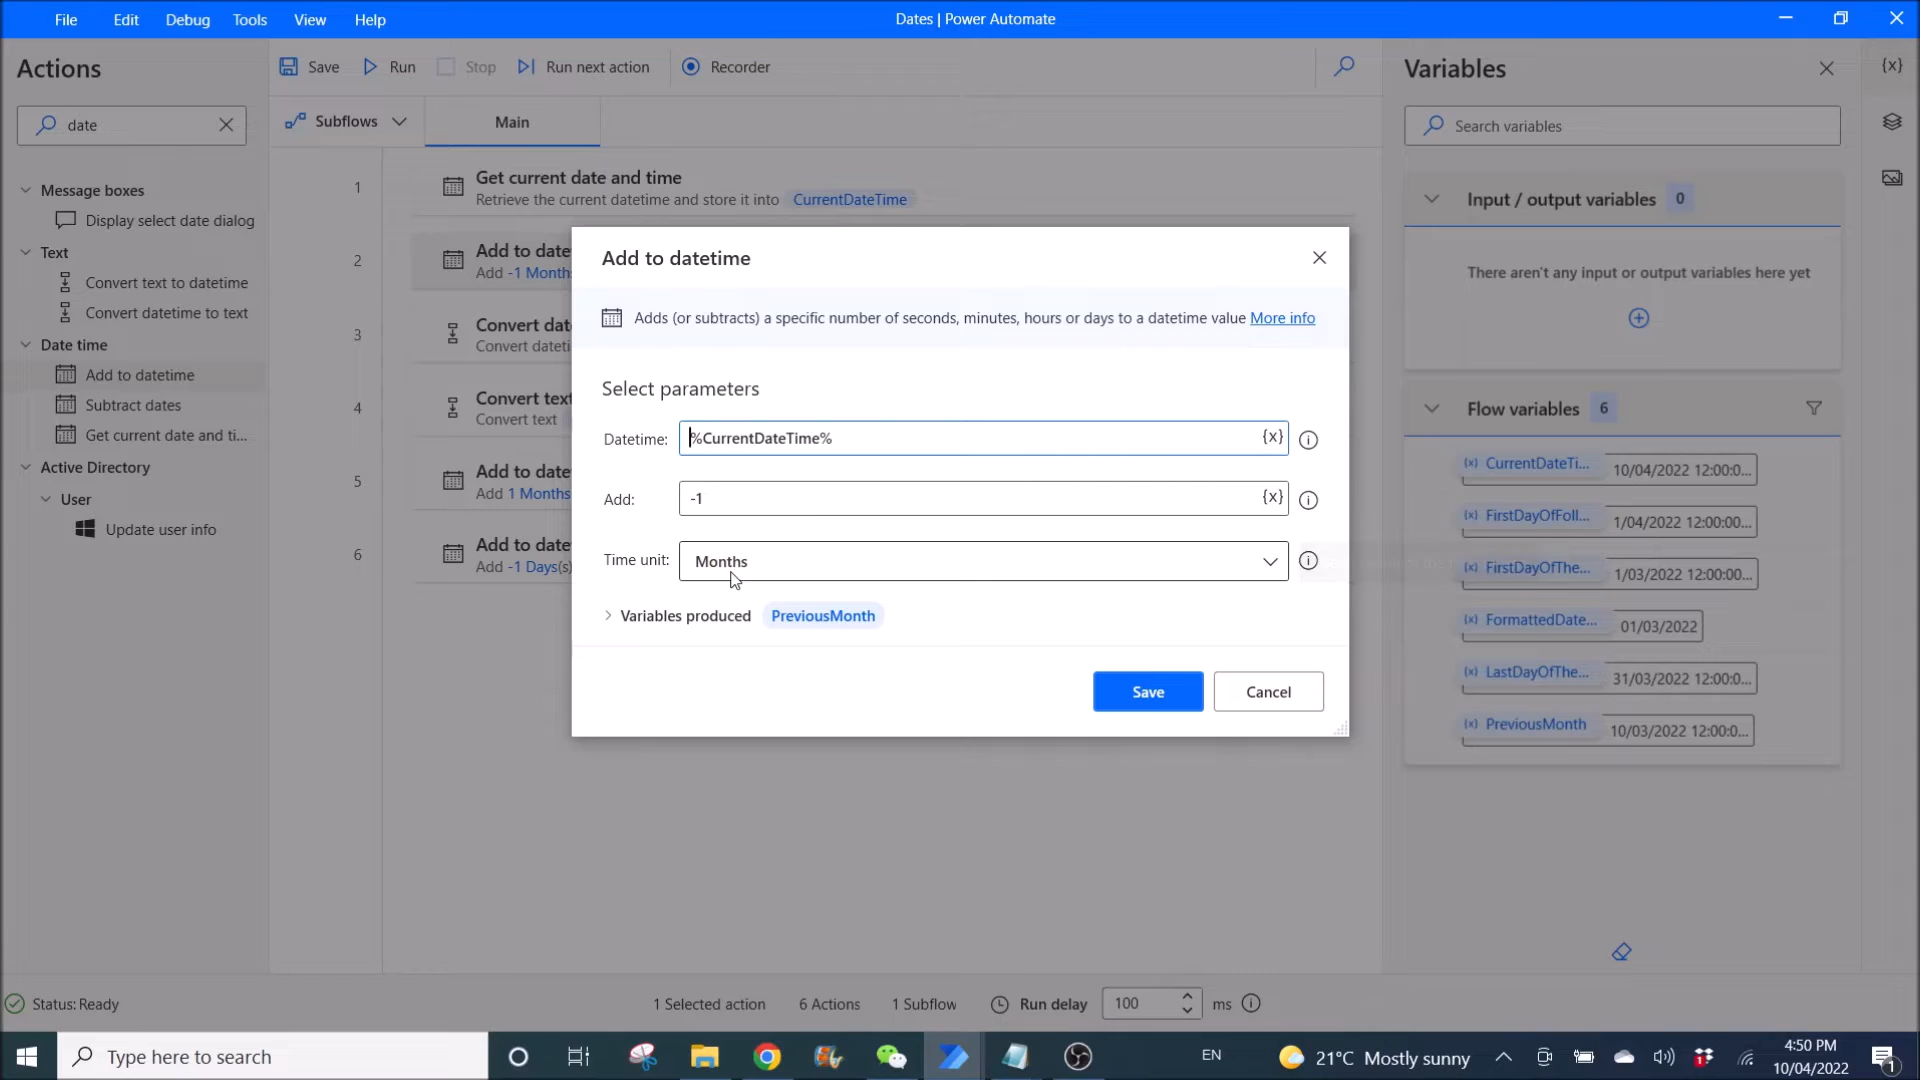 File Edit Debug Tools View Help
Dates | Power Automate
Actions
date
Message boxes
Display select date dialog
Text
Convert text to datetime
Convert datetime to text
Date time
Add to datetime
Subtract dates
Get current date and ti...
Active Directory
User
Update user info
Save Run Stop Run next action Recorder
Subflows Main
1 Get current date and time
Retrieve the current datetime and store it into CurrentDateTime
2 Add to date
Add -1 Month
3 Convert dat
Convert dateti
4 Convert text
Convert text
5 Add to date
Add 1 Months
6 Add to date
Add -1 Days(s)
Add to datetime
Adds (or subtracts) a specific number of seconds, minutes, hours or days to a datetime value More info
Select parameters
Datetime: %CurrentDateTime% {x}
Add: -1 {x}
Time unit: Months
Variables produced PreviousMonth
Save Cancel
Variables
{x}
Search variables
Input / output variables 0
There aren't any input or output variables here yet
Flow variables 6
(x) CurrentDateTi... 10/04/2022 12:00:0...
(x) FirstDayOfFoll... 1/04/2022 12:00:00...
(x) FirstDayOfThe... 1/03/2022 12:00:00...
(x) FormattedDate... 01/03/2022
(x) LastDayOfThe... 31/03/2022 12:00:0...
(x) PreviousMonth 10/03/2022 12:00:0...
Status: Ready 1 Selected action 6 Actions 1 Subflow Run delay 100 ms
Type here to search
EN
21°C Mostly sunny
4:50 PM
10/04/2022
1
1